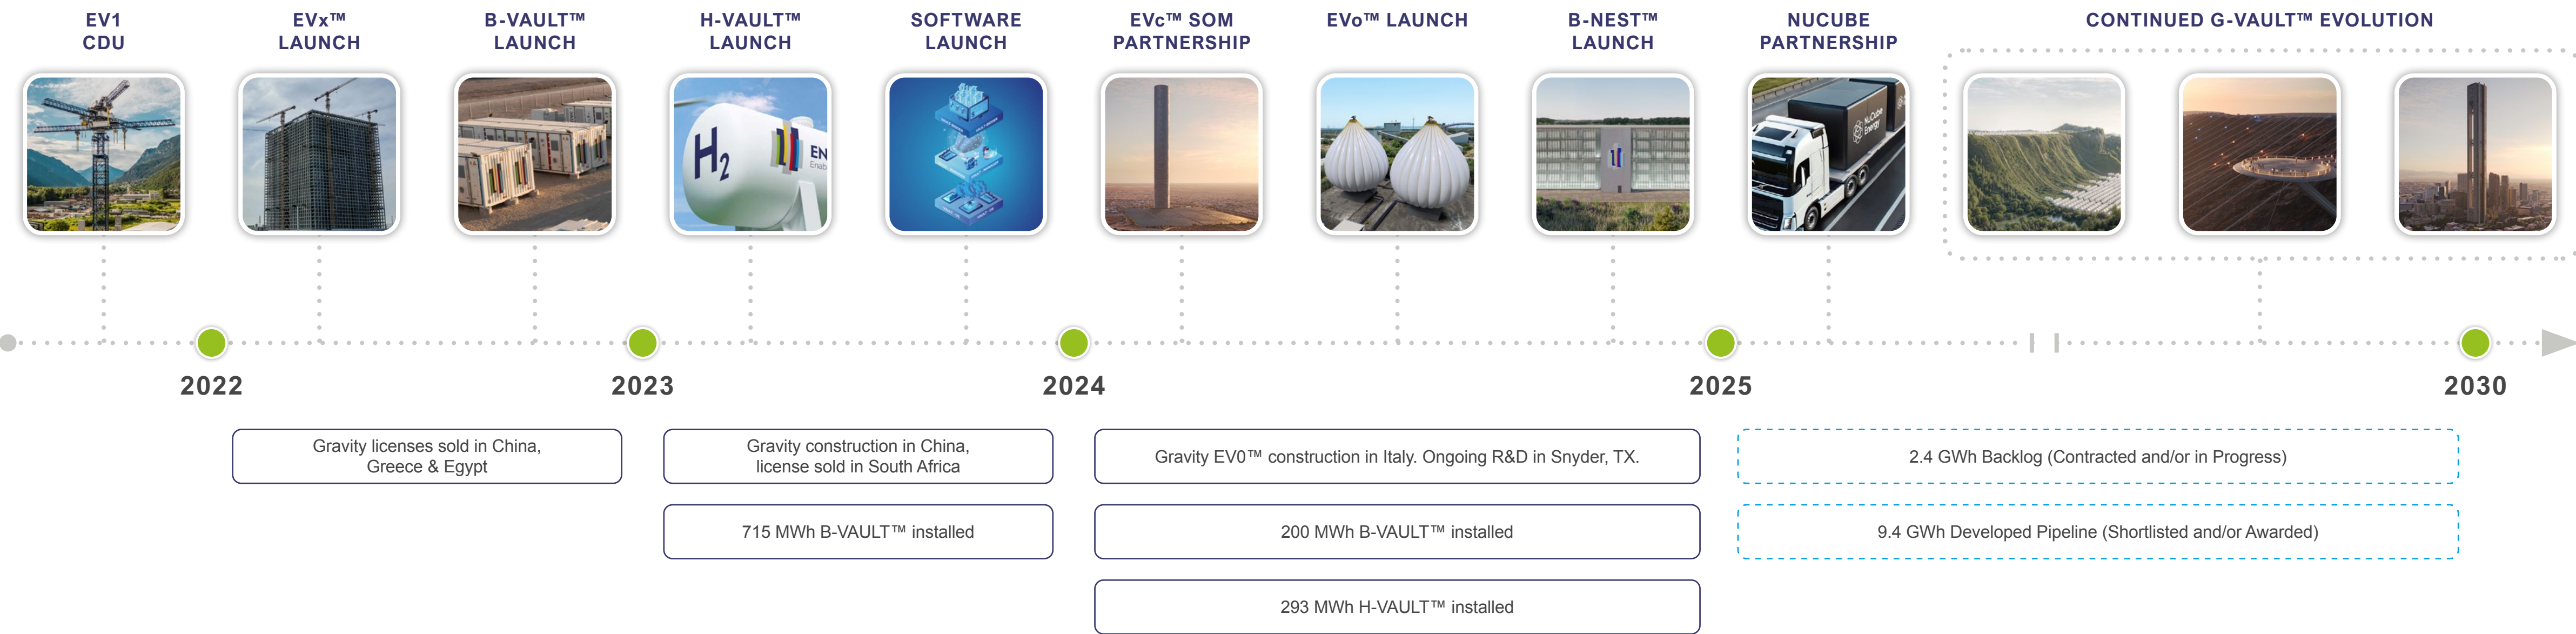 EV1
CDU
EVx™
LAUNCH
B-VAULT™
LAUNCH
H-VAULT™
LAUNCH
SOFTWARE
LAUNCH
EVc™ SOM
PARTNERSHIP
EVo™ LAUNCH
B-NEST™
LAUNCH
NUCUBE
PARTNERSHIP
CONTINUED G-VAULT™ EVOLUTION
H2
EN
Enab
NuCube
Energy
2022
2023
2024
2025
2030
Gravity licenses sold in China,
Greece & Egypt
Gravity construction in China,
license sold in South Africa
Gravity EV0™ construction in Italy. Ongoing R&D in Snyder, TX.
2.4 GWh Backlog (Contracted and/or in Progress)
715 MWh B-VAULT™ installed
200 MWh B-VAULT™ installed
9.4 GWh Developed Pipeline (Shortlisted and/or Awarded)
293 MWh H-VAULT™ installed